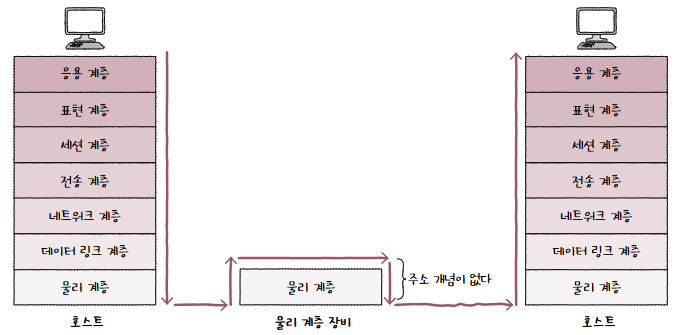 응용 계층
표현 계층
세션 계층
전송 계층
네트워크 계층
데이터 링크 계층
물리 계층
호스트
물리 계층
주소 개념이 없다
물리 계층 장비
응용 계층
표현 계층
세션 계층
전송 계층
네트워크 계층
데이터 링크 계층
물리 계층
호스트